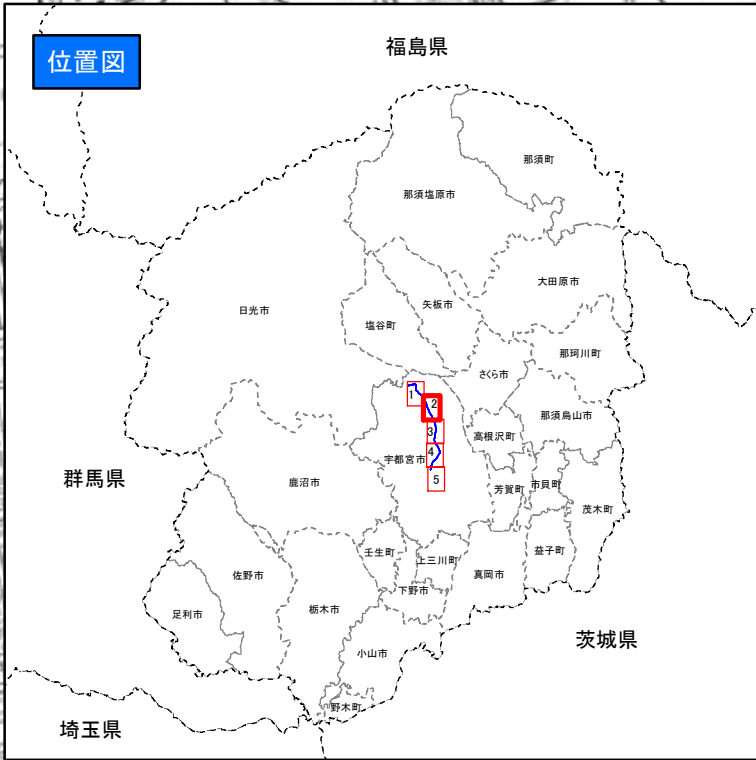 福島県
位置図
那須町
那須塩原市
大田原市
日光市
矢板市
塩谷町
那珂川町
さくら市
1
2
那須烏山市
3
高根沢町
4
宇都宮市
群馬県
5
鹿沼市
芳賀町
市貝町
茂木町
壬生町
上三川町
益子町
佐野市
真岡市
下野市
栃木市
足利市
茨城県
小山市
野木町
埼玉県